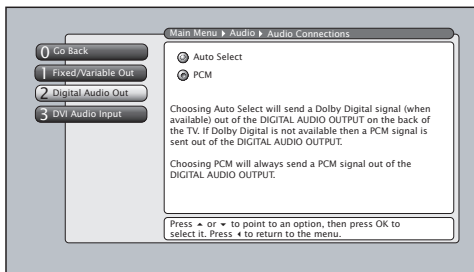 Main Menu ▸ Audio ▸ Audio Connections
0 Go Back
1 Fixed/Variable Out
2 Digital Audio Out
3 DVI Audio Input
Auto Select
PCM
Choosing Auto Select will send a Dolby Digital signal (when
available) out of the DIGITAL AUDIO OUTPUT on the back of
the TV. If Dolby Digital is not available then a PCM signal is
sent out of the DIGITAL AUDIO OUTPUT.
Choosing PCM will always send a PCM signal out of the
DIGITAL AUDIO OUTPUT.
Press ▴ or ▾ to point to an option, then press OK to
select it. Press ◂ to return to the menu.